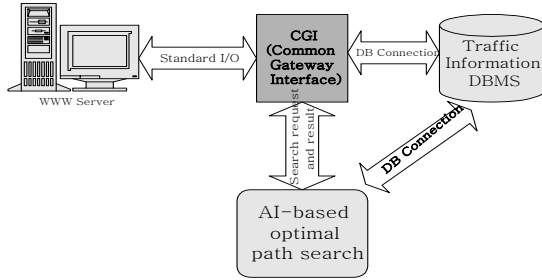 CGI
(Common
Gateway
Interface)
Standard I/O
DB Connection
Traffic
Information
DBMS
WWW Server
Search request
and result
DB Connection
AI-based
optimal
path search